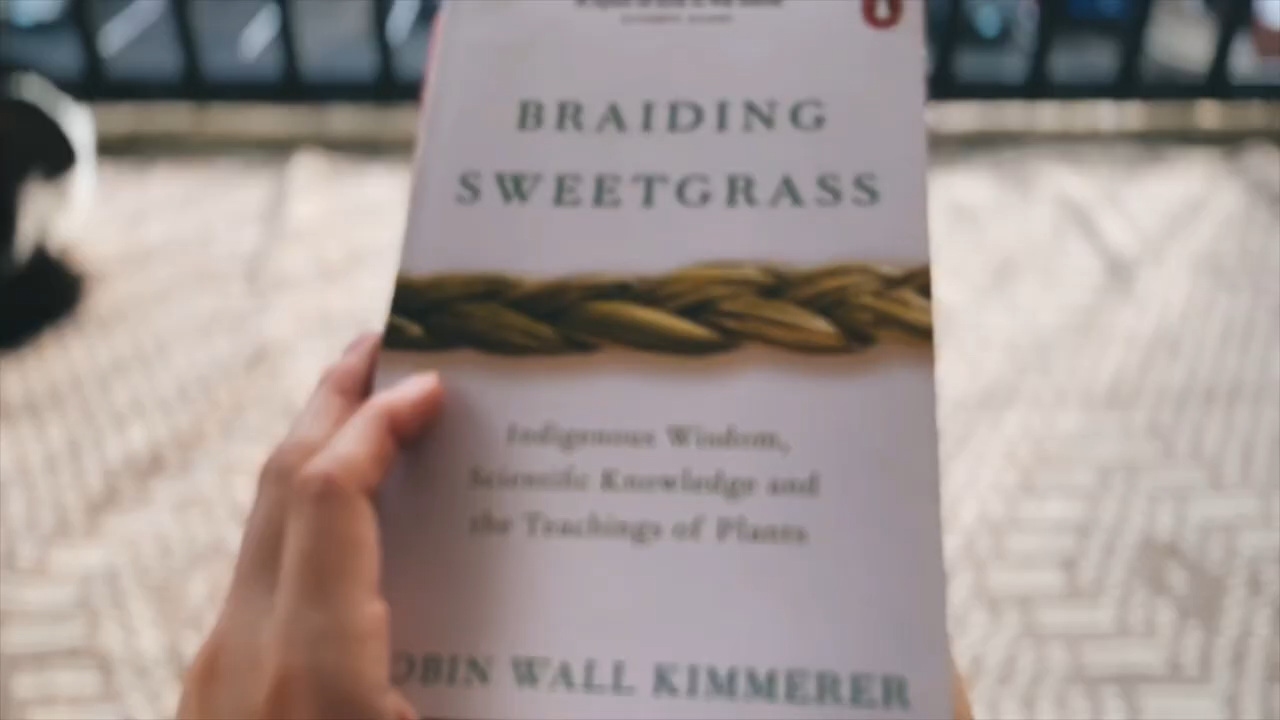 BRAIDING
SWEETGRASS
Indigenous Wisdom,
Scientific Knowledge and
the Teachings of Plants
OBIN WALL KIMMERER